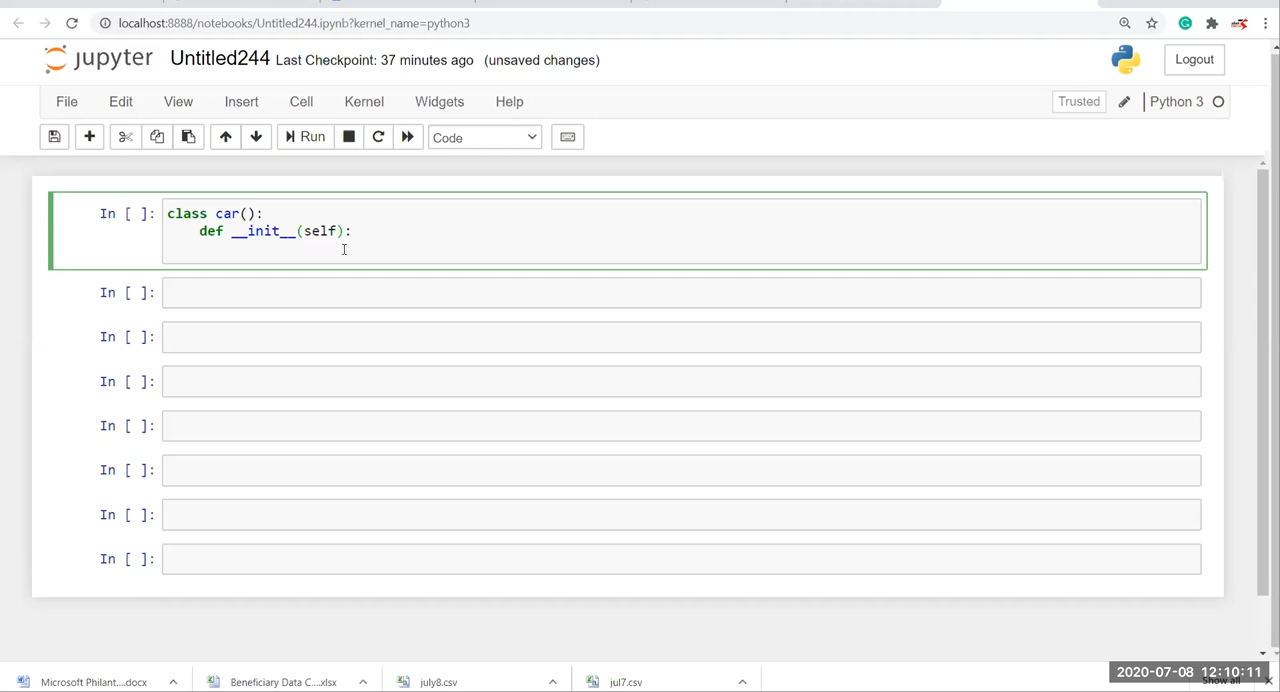 localhost:8888/notebooks/Untitled244.ipynb?kernel_name=python3
jupyter Untitled244 Last Checkpoint: 37 minutes ago (unsaved changes) Logout
File Edit View Insert Cell Kernel Widgets Help Trusted Python 3
Run Code
In [ ]: class car():
def __init__(self):
In [ ]:
In [ ]:
In [ ]:
In [ ]:
In [ ]:
In [ ]:
In [ ]:
2020-07-08 12:10:11
Microsoft Philant....docx Beneficiary Data C....xlsx july8.csv jul7.csv Show all